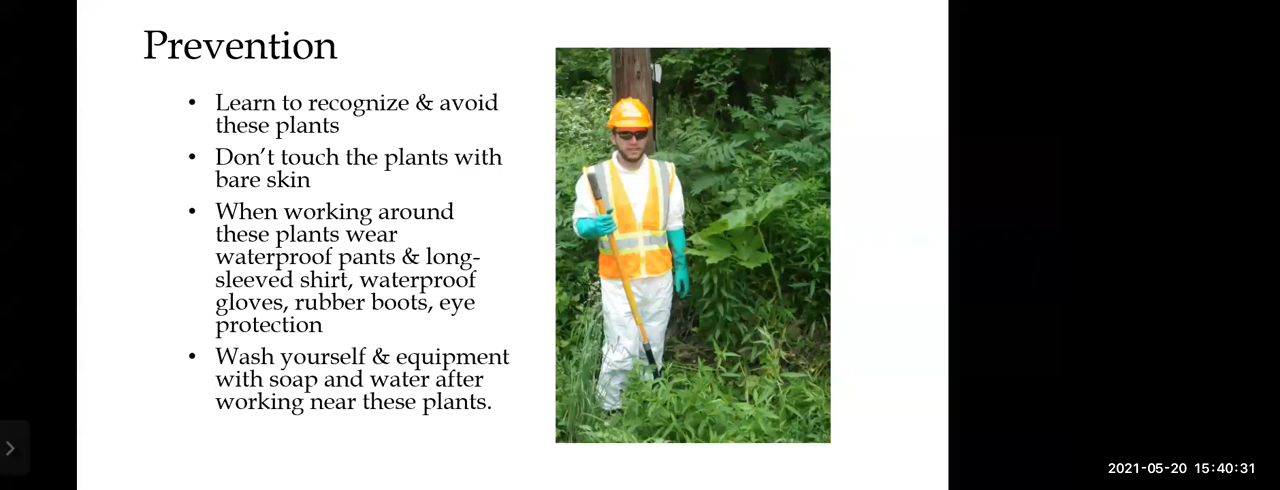 Prevention
• Learn to recognize & avoid
these plants
• Don’t touch the plants with
bare skin
• When working around
these plants wear
waterproof pants & long-
sleeved shirt, waterproof
gloves, rubber boots, eye
protection
• Wash yourself & equipment
with soap and water after
working near these plants.
2021-05-20 15:40:31